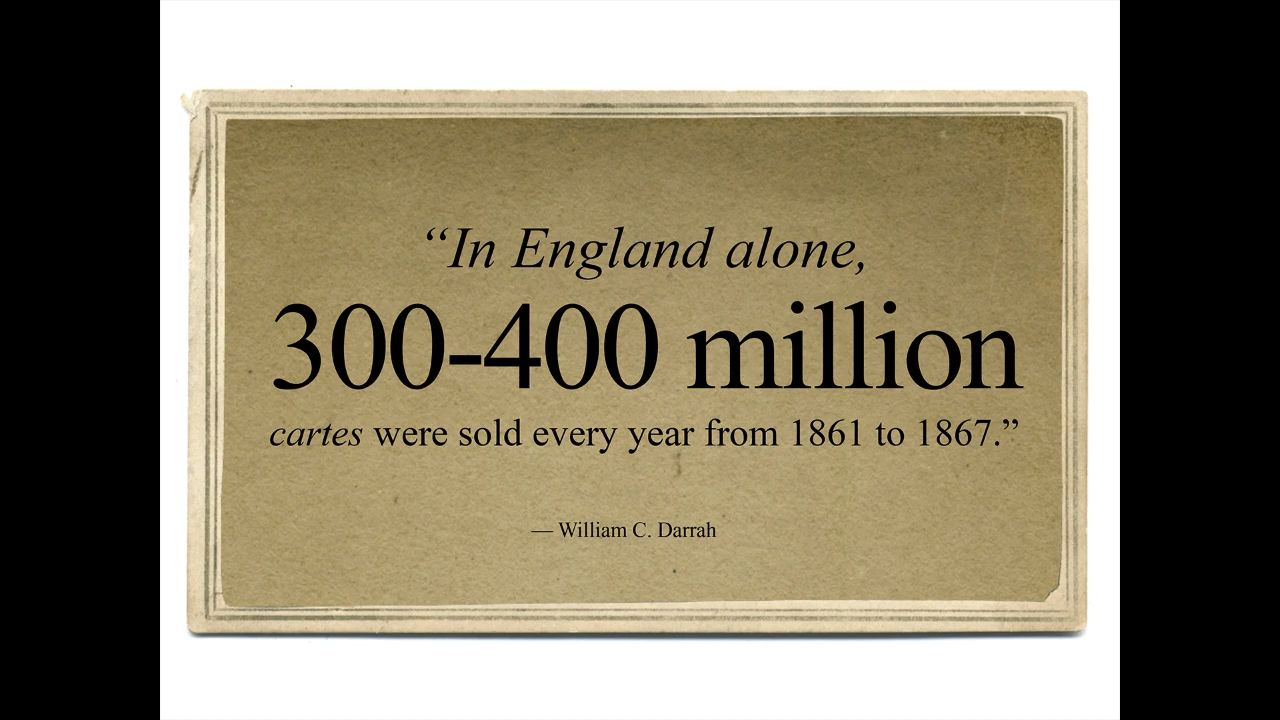 “In England alone,
300-400 million
cartes were sold every year from 1861 to 1867.”
— William C. Darrah